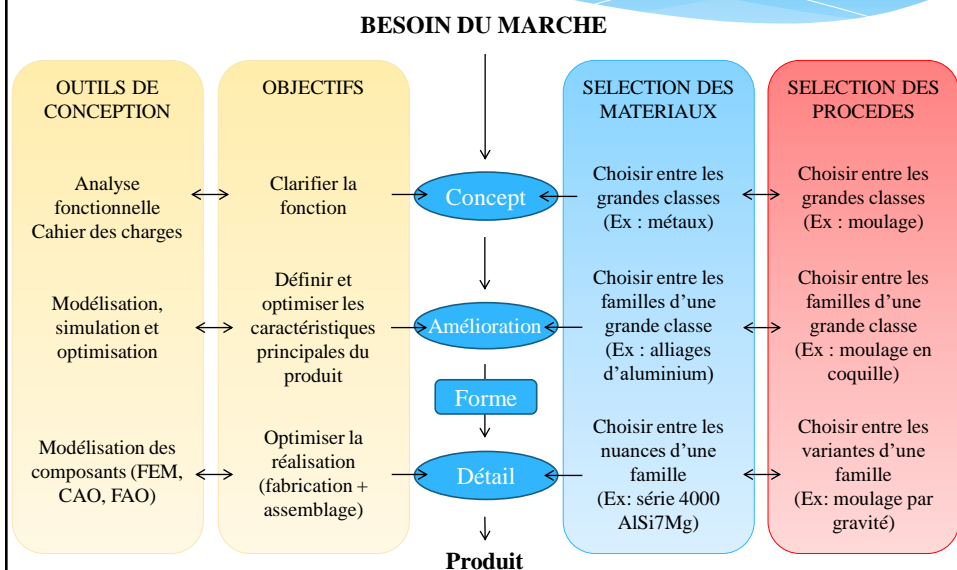 BESOIN DU MARCHE
OUTILS DE
CONCEPTION
Analyse
fonctionnelle
Cahier des charges
Modélisation,
simulation et
optimisation
Modélisation des
composants (FEM,
CAO, FAO)
OBJECTIFS
Clarifier la
fonction
Définir et
optimiser les
caractéristiques
principales du
produit
Optimiser la
réalisation
(fabrication +
assemblage)
Concept
Amélioration
Forme
Détail
Produit
SELECTION DES
MATERIAUX
Choisir entre les
grandes classes
(Ex : métaux)
Choisir entre les
familles d’une
grande classe
(Ex : alliages
d’aluminium)
Choisir entre les
nuances d’une
famille
(Ex: série 4000
AlSi7Mg)
SELECTION DES
PROCEDES
Choisir entre les
grandes classes
(Ex : moulage)
Choisir entre les
familles d’une
grande classe
(Ex : moulage en
coquille)
Choisir entre les
variantes d’une
famille
(Ex: moulage par
gravité)